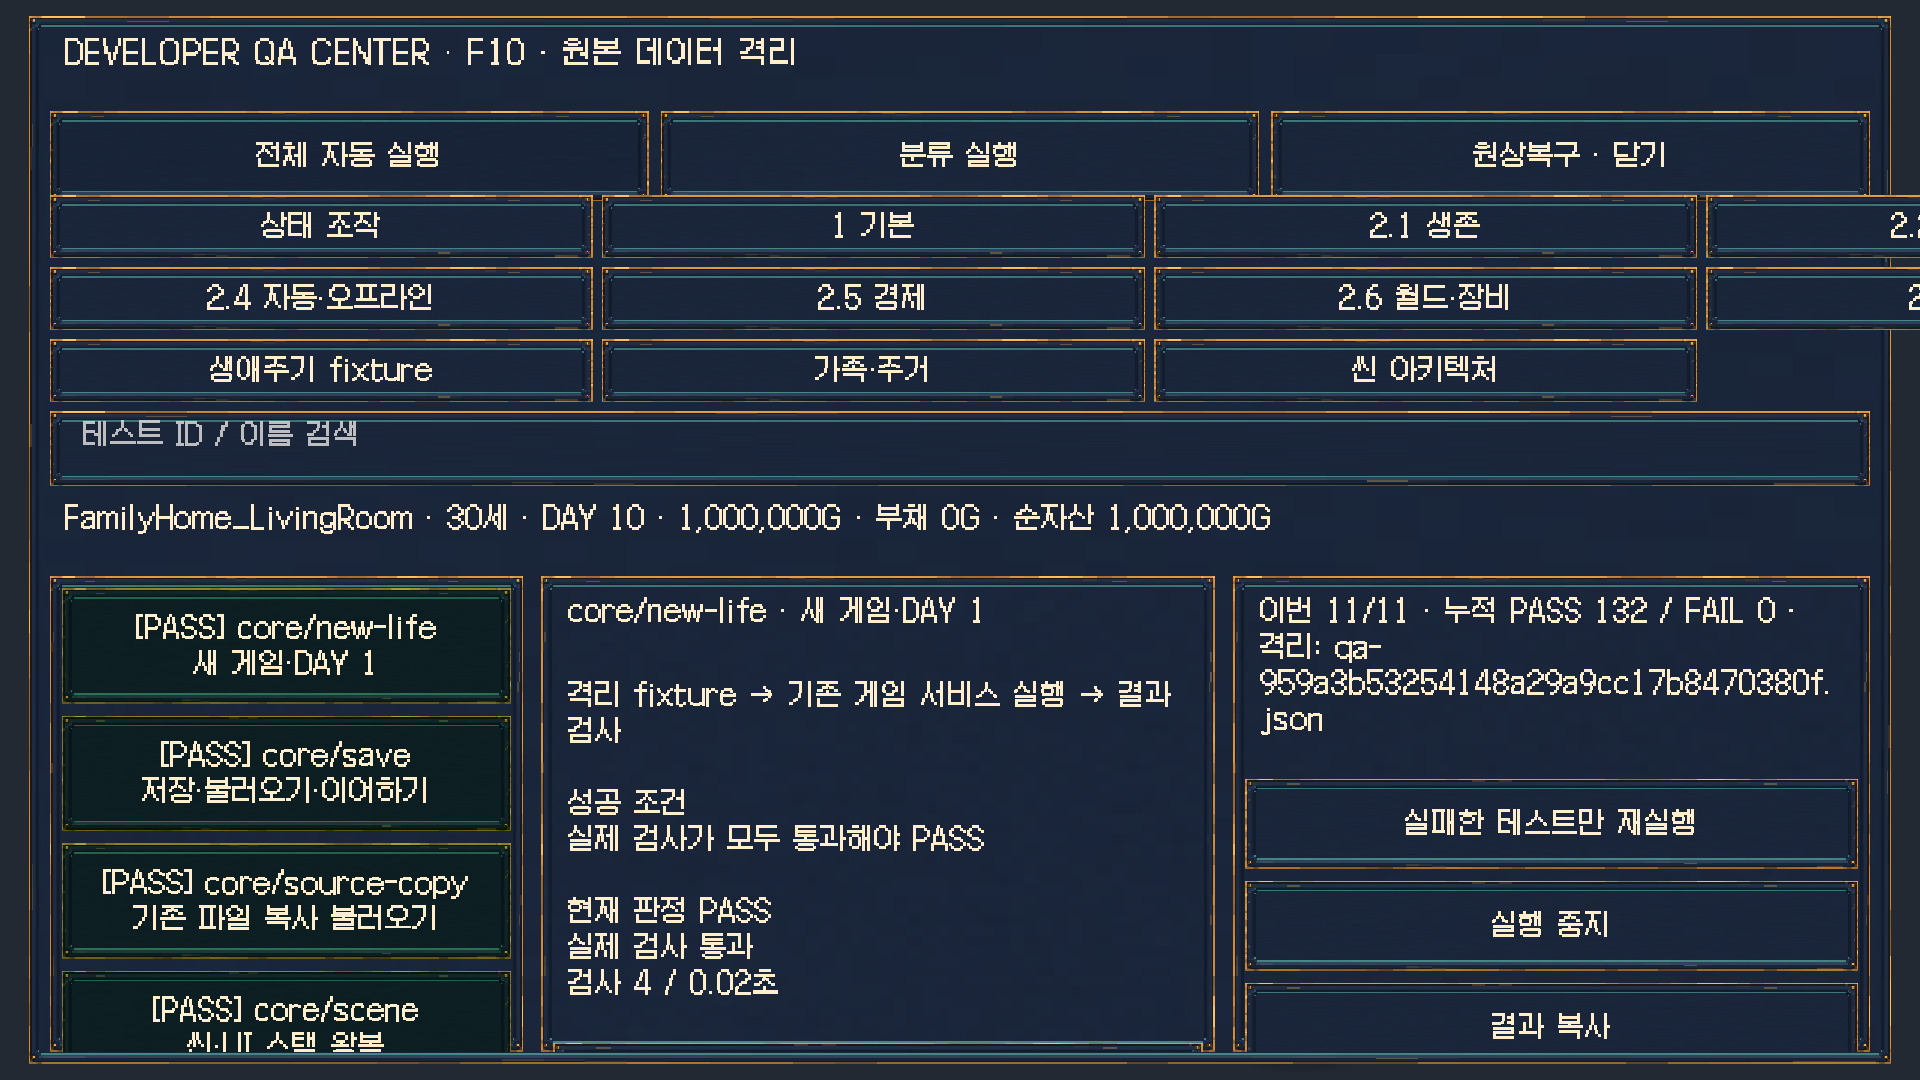 DEVELOPER QA CENTER · F10 · 원본 데이터 격리
전체 자동 실행
분류 실행
원상복구 · 닫기
상태 조작
1 기본
2.1 생존
2.4 자동·오프라인
2.5 경제
2.6 월드·장비
생애주기 fixture
가족·주거
씬 아키텍처
테스트 ID / 이름 검색
FamilyHome_LivingRoom · 30세 · DAY 10 · 1,000,000G · 부채 0G · 순자산 1,000,000G
[PASS] core/new-life
새 게임·DAY 1
[PASS] core/save
저장·불러오기·이어하기
[PASS] core/source-copy
기존 파일 복사 불러오기
[PASS] core/scene
씬·UI 스택 왕복
core/new-life · 새 게임·DAY 1
격리 fixture → 기존 게임 서비스 실행 → 결과
검사
성공 조건
실제 검사가 모두 통과해야 PASS
현재 판정 PASS
실제 검사 통과
검사 4 / 0.02초
이번 11/11 · 누적 PASS 132 / FAIL 0 ·
격리: qa-
959a3b53254148a29a9cc17b8470380f.
json
실패한 테스트만 재실행
실행 중지
결과 복사